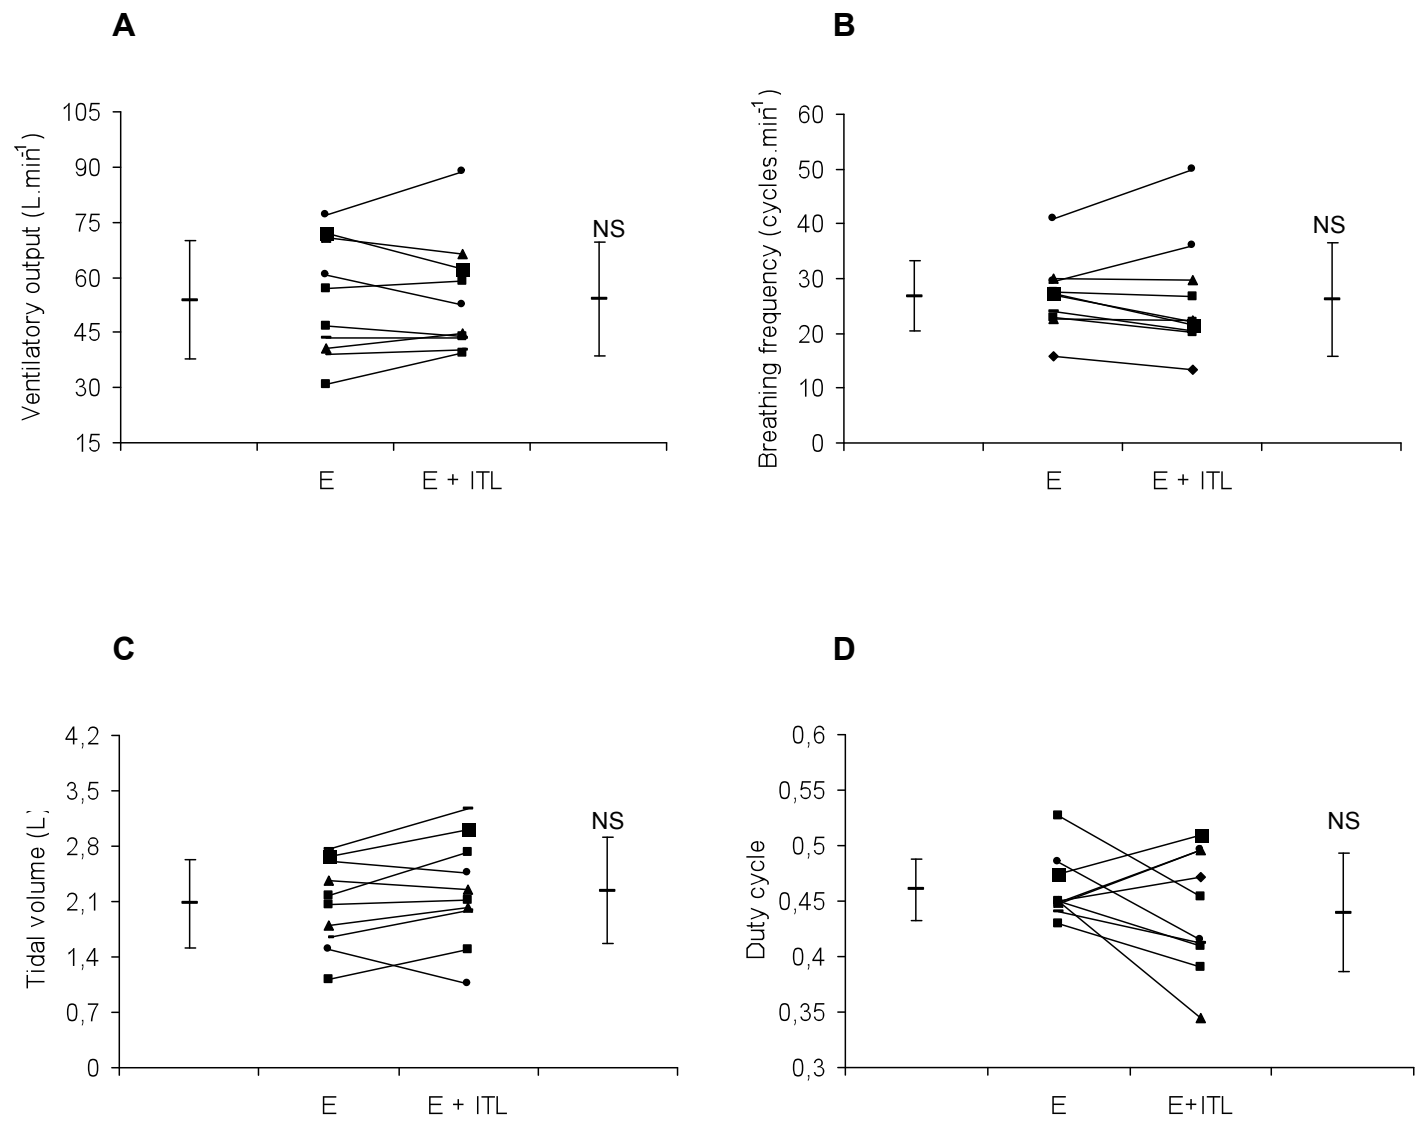 A
B
Ventilatory output (L.min-1)
105
90
75
60
45
30
15
NS
E
E + ITL
Breathing frequency (cycles.min-1)
60
50
40
30
20
10
0
NS
E
E + ITL
C
D
Tidal volume (L)
4,2
3,5
2,8
2,1
1,4
0,7
0
NS
E
E + ITL
Duty cycle
0,6
0,55
0,5
0,45
0,4
0,35
0,3
NS
E
E+ITL